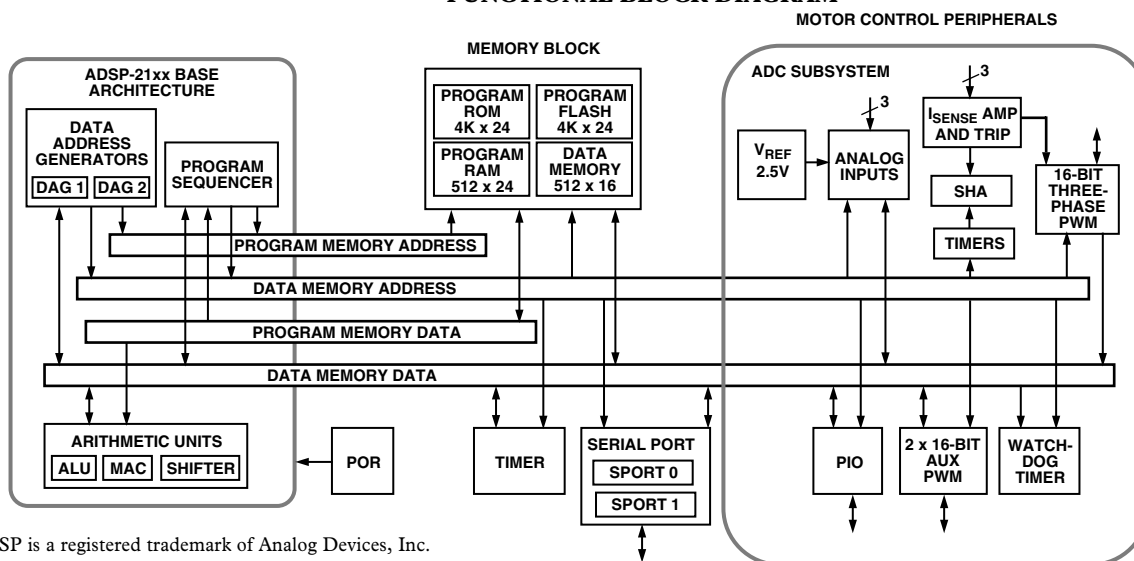 FUNCTIONAL BLOCK DIAGRAM
MOTOR CONTROL PERIPHERALS
MEMORY BLOCK
ADSP-21xx BASE
ARCHITECTURE
DATA
ADDRESS
GENERATORS
DAG 1
DAG 2
PROGRAM
SEQUENCER
PROGRAM
ROM
4K x 24
PROGRAM
FLASH
4K x 24
PROGRAM
RAM
512 x 24
DATA
MEMORY
512 x 16
ADC SUBSYSTEM
VREF
2.5V
3
ANALOG
INPUTS
3
ISENSE AMP
AND TRIP
SHA
TIMERS
16-BIT
THREE-
PHASE
PWM
PROGRAM MEMORY ADDRESS
DATA MEMORY ADDRESS
PROGRAM MEMORY DATA
DATA MEMORY DATA
ARITHMETIC UNITS
ALU
MAC
SHIFTER
POR
TIMER
SERIAL PORT
SPORT 0
SPORT 1
PIO
2 x 16-BIT
AUX
PWM
WATCH-
DOG
TIMER
SP is a registered trademark of Analog Devices, Inc.